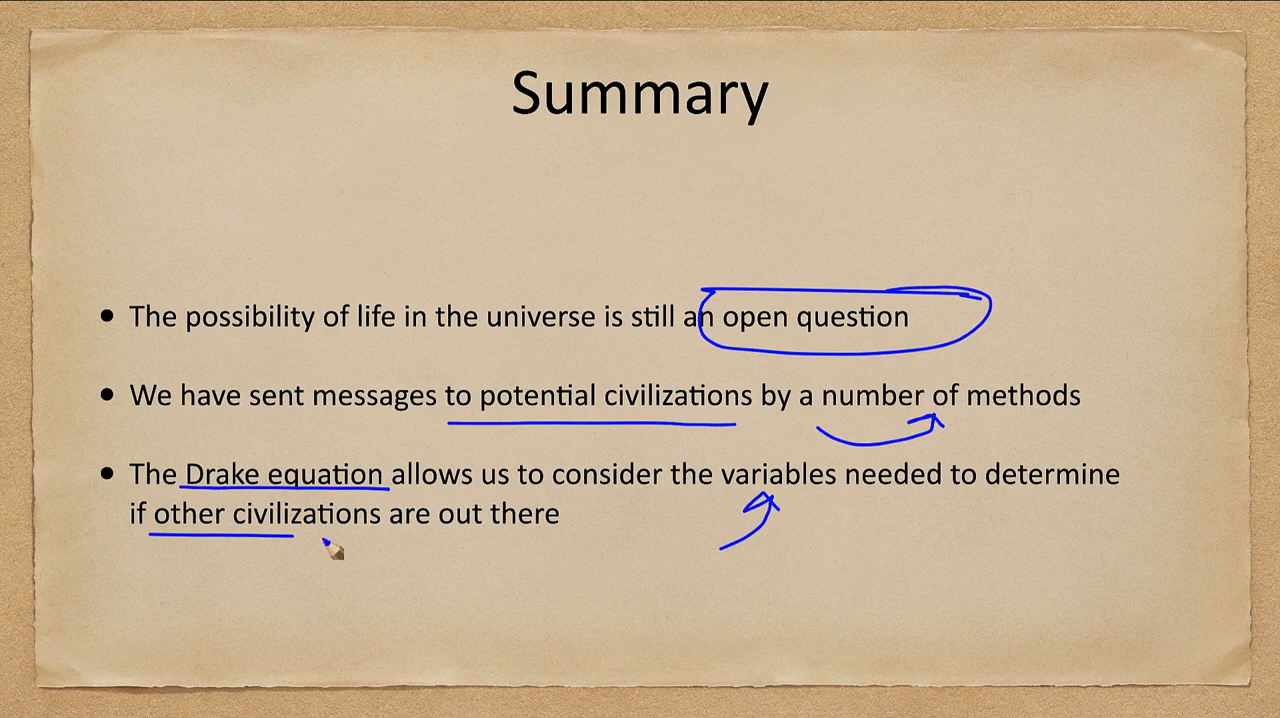 Summary
• The possibility of life in the universe is still an open question
• We have sent messages to potential civilizations by a number of methods
• The Drake equation allows us to consider the variables needed to determine
if other civilizations are out there